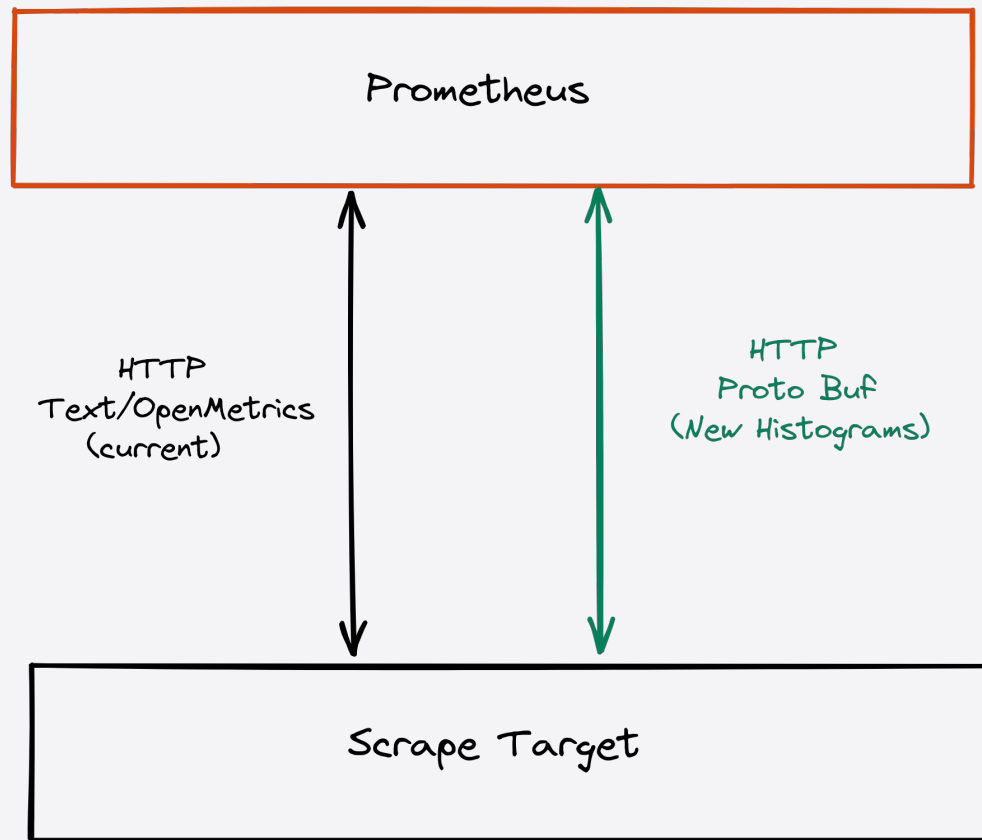 Prometheus
HTTP
Text/OpenMetrics
(current)
HTTP
Proto Buf
(New Histograms)
Scrape Target